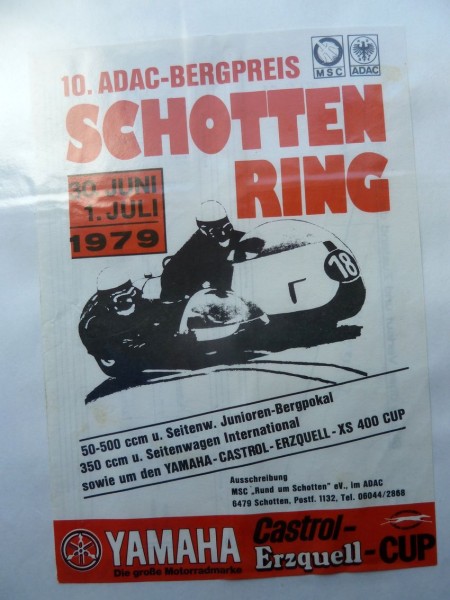 MSC
ADAC
10. ADAC-BERGPREIS
SCHOTTEN
RING
30. JUNI
1. JULI
1979
18
50-500 ccm u. Seitenw. Junioren-Bergpokal
350 ccm u. Seitenwagen International
sowie um den YAMAHA-CASTROL-ERZQUELL-XS 400 CUP
Ausschreibung
MSC „Rund um Schotten" eV., im ADAC
6479 Schotten, Postf. 1132, Tel. 06044/2868
YAMAHA
Die große Motorradmarke
Castrol-
Erzquell-CUP